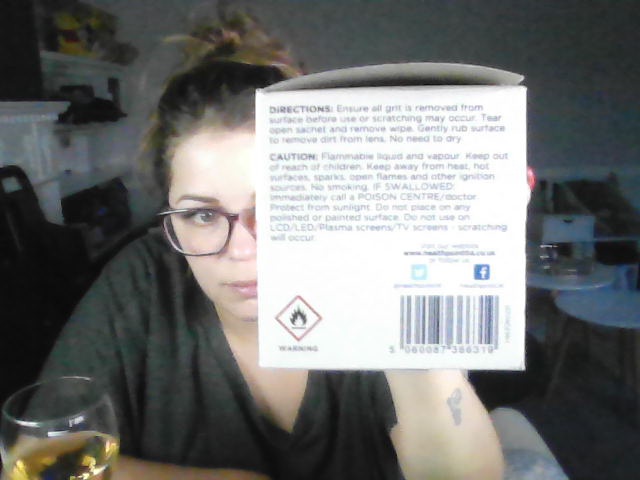 DIRECTIONS: Ensure all grit is removed from
surface before use or scratching may occur. Tear
open sachet and remove wipe. Gently rub surface
to remove dirt from lens. No need to dry
CAUTION: Flammable liquid and vapour. Keep out
of reach of children. Keep away from heat, hot
surfaces, sparks, open flames and other ignition
sources. No smoking. IF SWALLOWED:
Immediately call a POISON CENTRE/doctor
Protect from sunlight. Do not place on any
polished or painted surface. Do not use on
LCD/LED/Plasma screens/TV screens - scratching
will occur.
Visit our website
or follow us
WARNING
5 060087 366319